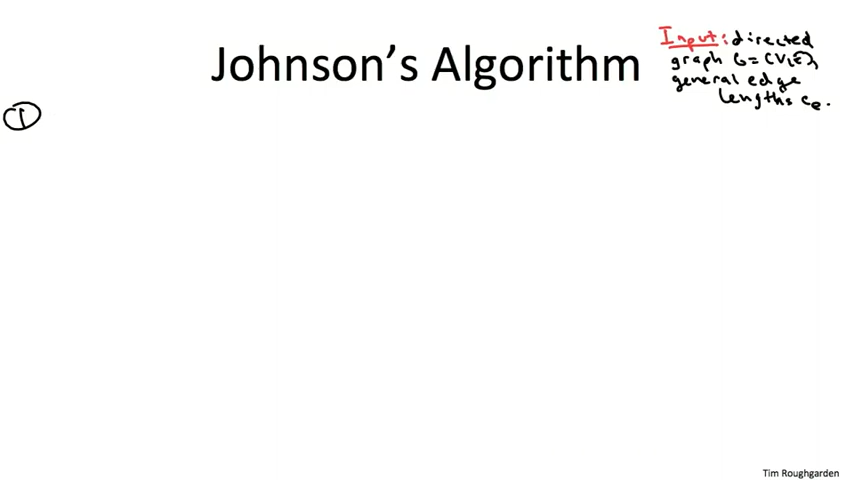 Johnson's Algorithm
Input: directed
graph G=(V,E),
general edge
lengths ce.
①
Tim Roughgarden